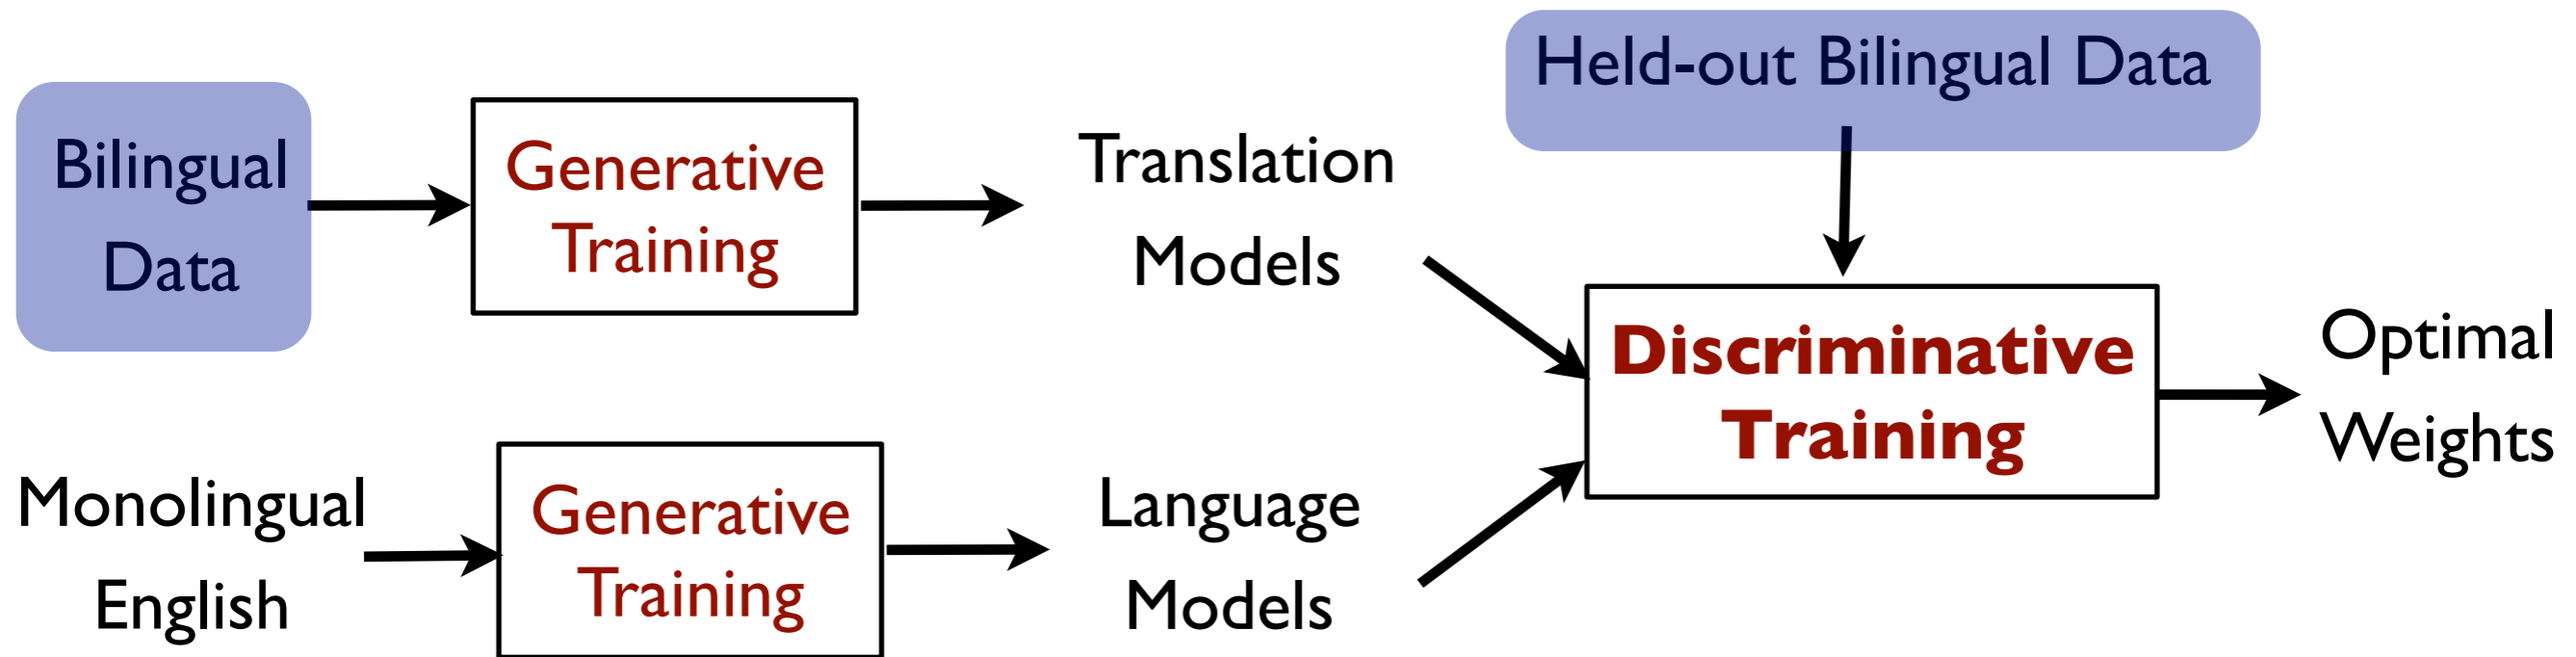 Held-out Bilingual Data
Bilingual
Data
Generative
Training
Translation
Models
Discriminative
Training
Optimal
Weights
Monolingual
English
Generative
Training
Language
Models